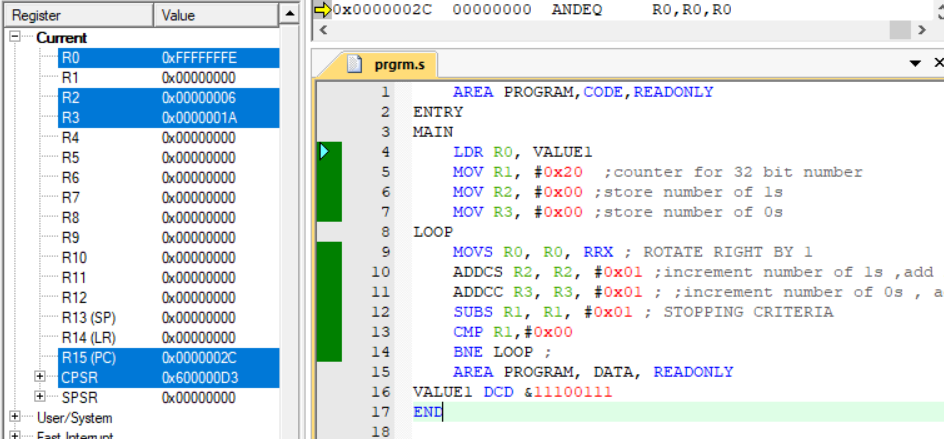 Register Value
Current
R0 0xFFFFFFFE
R1 0x00000000
R2 0x00000006
R3 0x0000001A
R4 0x00000000
R5 0x00000000
R6 0x00000000
R7 0x00000000
R8 0x00000000
R9 0x00000000
R10 0x00000000
R11 0x00000000
R12 0x00000000
R13 (SP) 0x00000000
R14 (LR) 0x00000000
R15 (PC) 0x0000002C
CPSR 0x600000D3
SPSR 0x00000000
User/System
Fast Interrupt
0x0000002C 00000000 ANDEQ R0,R0,R0
prgrm.s
1 AREA PROGRAM,CODE,READONLY
2 ENTRY
3 MAIN
4 LDR R0, VALUE1
5 MOV R1, #0x20 ;counter for 32 bit number
6 MOV R2, #0x00 ;store number of 1s
7 MOV R3, #0x00 ;store number of 0s
8 LOOP
9 MOVS R0, R0, RRX ; ROTATE RIGHT BY 1
10 ADDCS R2, R2, #0x01 ;increment number of 1s ,add
11 ADDCC R3, R3, #0x01 ; ;increment number of 0s , a
12 SUBS R1, R1, #0x01 ; STOPPING CRITERIA
13 CMP R1,#0x00
14 BNE LOOP ;
15 AREA PROGRAM, DATA, READONLY
16 VALUE1 DCD &11100111
17 END
18